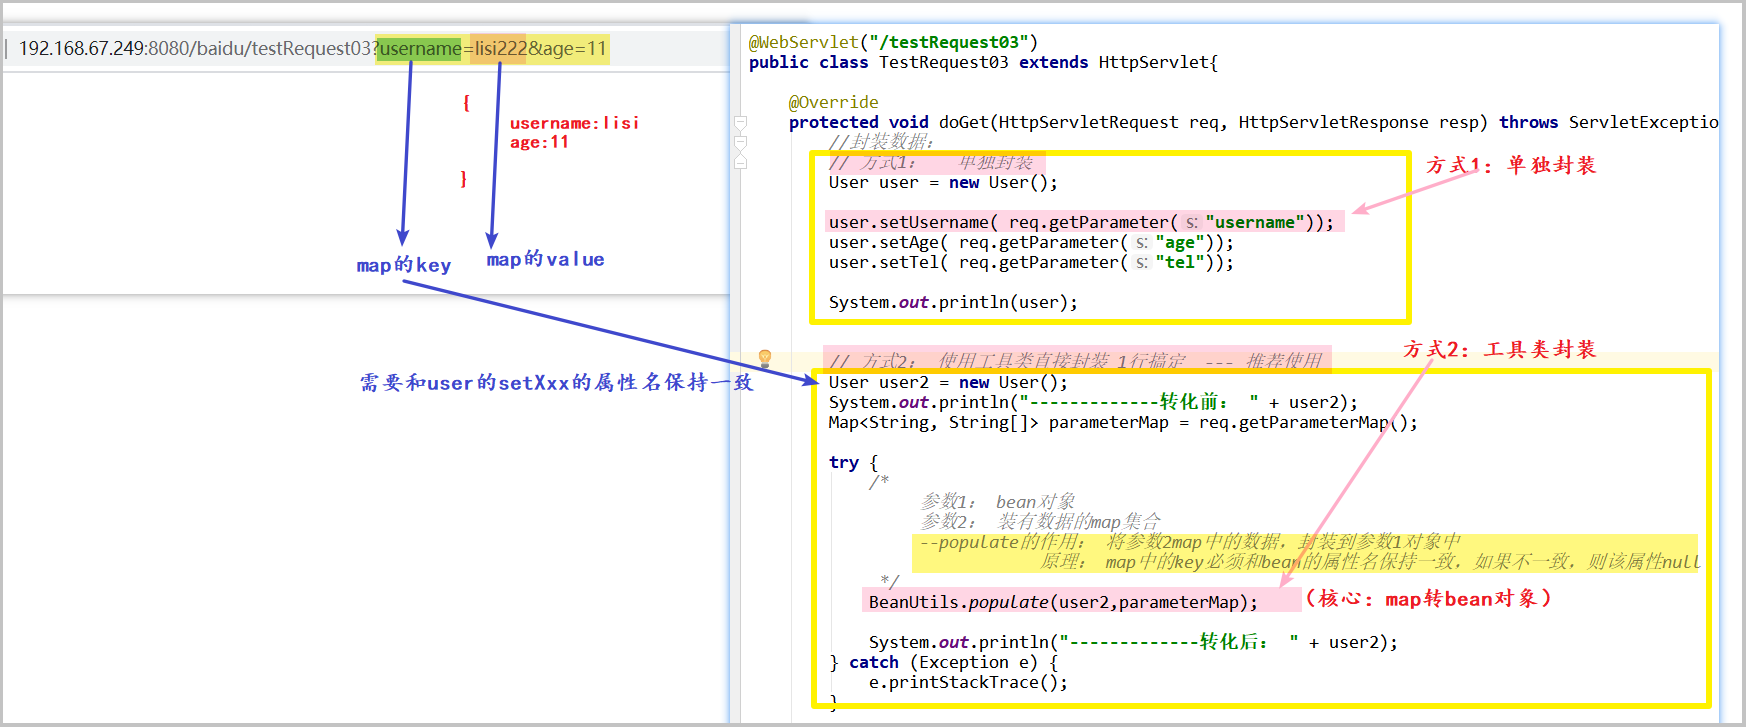 192.168.67.249:8080/baidu/testRequest03?username=lisi222&age=11
{
username:lisi
age:11
}
map的key
map的value
需要和user的setXxx的属性名保持一致
@WebServlet("/testRequest03")
public class TestRequest03 extends HttpServlet{
@Override
protected void doGet(HttpServletRequest req, HttpServletResponse resp) throws ServletExceptio
//封装数据：
// 方式1： 单独封装
User user = new User();
user.setUsername( req.getParameter( s: "username"));
user.setAge( req.getParameter( s: "age"));
user.setTel( req.getParameter( s: "tel"));
System.out.println(user);
方式1：单独封装
// 方式2： 使用工具类直接封装 1行搞定 --- 推荐使用
方式2：工具类封装
User user2 = new User();
System.out.println("-------------转化前： " + user2);
Map<String, String[]> parameterMap = req.getParameterMap();
try {
/*
参数1： bean对象
参数2： 装有数据的map集合
--populate的作用： 将参数2map中的数据，封装到参数1对象中
原理： map中的key必须和bean的属性名保持一致，如果不一致，则该属性null
*/
BeanUtils.populate(user2,parameterMap);
（核心：map转bean对象）
System.out.println("-------------转化后： " + user2);
} catch (Exception e) {
e.printStackTrace();
}